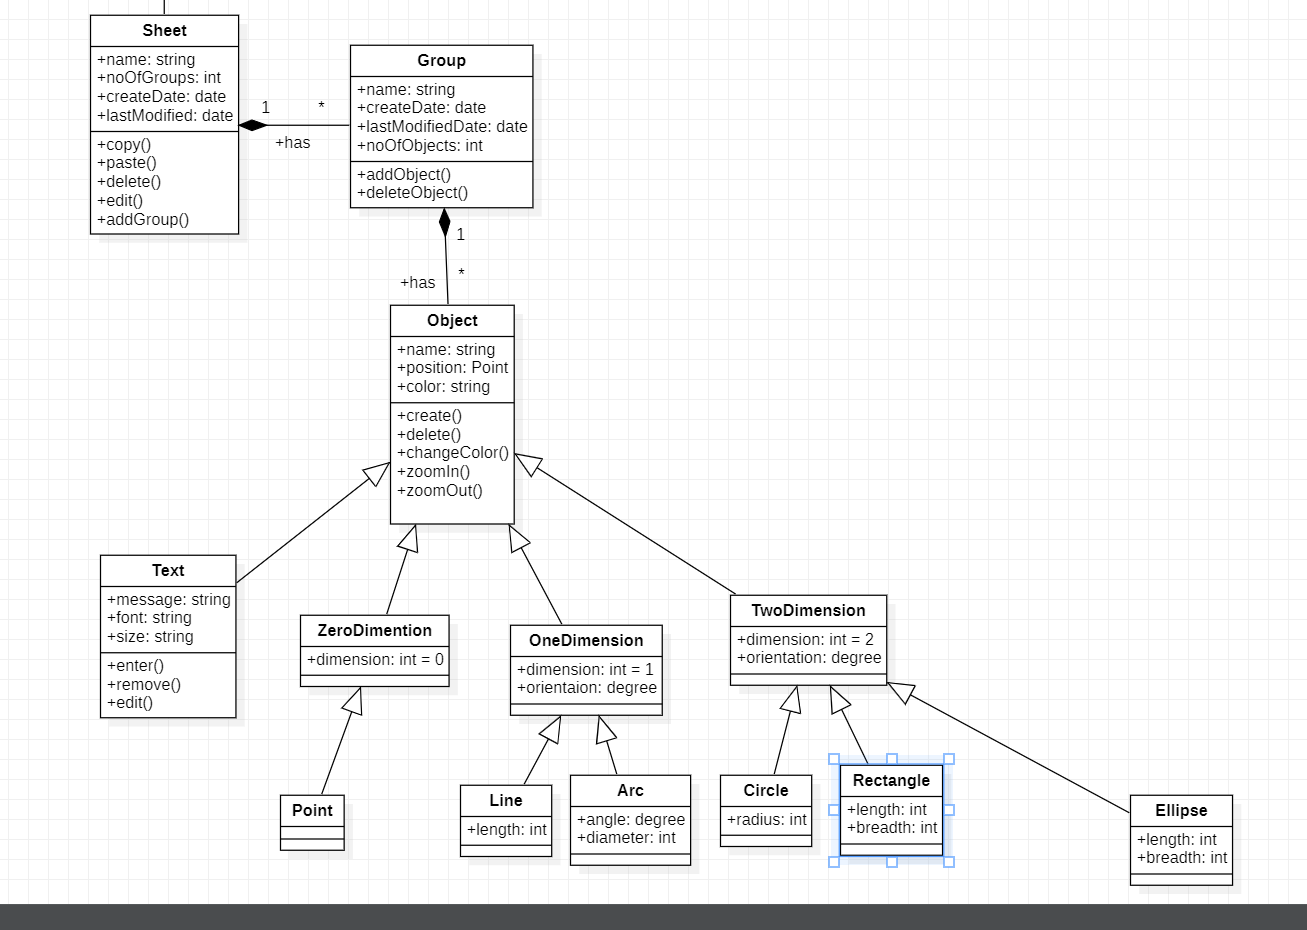 Sheet
+name: string
+noOfGroups: int
+createDate: date
+lastModified: date
+copy()
+paste()
+delete()
+edit()
+addGroup()
1
*
+has
Group
+name: string
+createDate: date
+lastModifiedDate: date
+noOfObjects: int
+addObject()
+deleteObject()
1
*
+has
Object
+name: string
+position: Point
+color: string
+create()
+delete()
+changeColor()
+zoomIn()
+zoomOut()
Text
+message: string
+font: string
+size: string
+enter()
+remove()
+edit()
ZeroDimention
+dimension: int = 0
OneDimension
+dimension: int = 1
+orientaion: degree
TwoDimension
+dimension: int = 2
+orientation: degree
Point
Line
+length: int
Arc
+angle: degree
+diameter: int
Circle
+radius: int
Rectangle
+length: int
+breadth: int
Ellipse
+length: int
+breadth: int